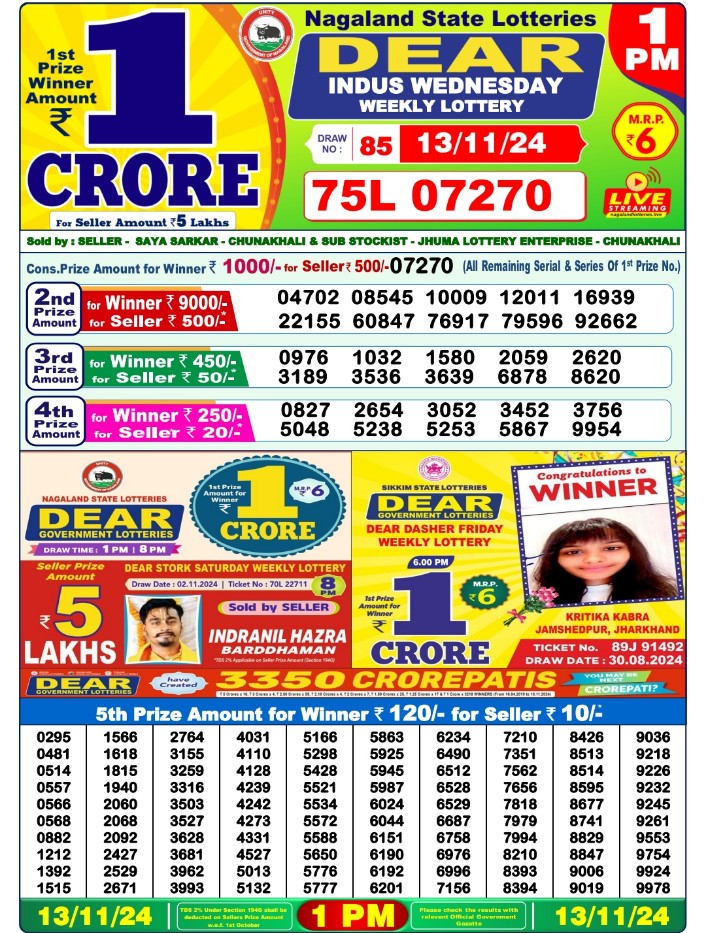 1st
Prize
Winner
Amount
₹
1
CRORE
For Seller Amount ₹5 Lakhs
UNITY
Nagaland State Lotteries
DEAR
INDUS WEDNESDAY
WEEKLY LOTTERY
1
PM
M.R.P.
₹6
DRAW
NO :
85
13/11/24
75L 07270
LIVE
STREAMING
nagalandlotteries.live
Sold by : SELLER - SAYA SARKAR - CHUNAKHALI & SUB STOCKIST - JHUMA LOTTERY ENTERPRISE - CHUNAKHALI
Cons.Prize Amount for Winner ₹ 1000/- for Seller ₹ 500/- 07270 (All Remaining Serial & Series Of 1st Prize No.)
2nd
Prize
Amount
for Winner ₹ 9000/-
for Seller ₹ 500/-*
04702 08545 10009 12011 16939
22155 60847 76917 79596 92662
3rd
Prize
Amount
for Winner ₹ 450/-
for Seller ₹ 50/-*
0976 1032 1580 2059 2620
3189 3536 3639 6878 8620
4th
Prize
Amount
for Winner ₹ 250/-
for Seller ₹ 20/-*
0827 2654 3052 3452 3756
5048 5238 5253 5867 9954
NAGALAND STATE LOTTERIES
DEAR
GOVERNMENT LOTTERIES
DRAW TIME : 1 PM | 8 PM
1st Prize
Amount for
Winner
₹
M.R.P.
₹6
1
CRORE
Seller Prize
Amount
₹5
LAKHS
DEAR STORK SATURDAY WEEKLY LOTTERY
Draw Date : 02.11.2024 | Ticket No : 70L 22711
8
PM
Sold by SELLER
INDRANIL HAZRA
BARDDHAMAN
*TDS 2% Applicable on Seller Prize Amount (Section 194G)
SIKKIM STATE LOTTERIES
DEAR
GOVERNMENT LOTTERIES
DEAR DASHER FRIDAY
WEEKLY LOTTERY
6.00 PM
1st Prize
Amount for
Winner
₹
1
CRORE
M.R.P.
₹6
Congratulations to
WINNER
KRITIKA KABRA
JAMSHEDPUR, JHARKHAND
TICKET No. 89J 91492
DRAW DATE : 30.08.2024
DEAR
GOVERNMENT LOTTERIES
have
Created
3350 CROREPATIS
YOU MAY BE
NEXT
CROREPATI?
5th Prize Amount for Winner ₹ 120/- for Seller ₹ 10/-*
0295 1566 2764 4031 5166 5863 6234 7210 8426 9036
0481 1618 3155 4110 5298 5925 6490 7351 8513 9218
0514 1815 3259 4128 5428 5945 6512 7562 8514 9226
0557 1940 3316 4239 5521 5987 6528 7656 8595 9232
0566 2060 3503 4242 5534 6024 6529 7818 8677 9245
0568 2068 3527 4273 5572 6044 6687 7979 8741 9261
0882 2092 3628 4331 5588 6151 6758 7994 8829 9553
1212 2427 3681 4527 5650 6190 6976 8210 8847 9754
1392 2529 3962 5013 5776 6192 6996 8393 9006 9924
1515 2671 3993 5132 5777 6201 7156 8394 9019 9978
13/11/24
TDS 2% Under Section 194G shall be
deducted on Sellers Prize Amount
w.e.f. 1st October
1 PM
Please check the results with
relevant Official Government
Gazette
13/11/24